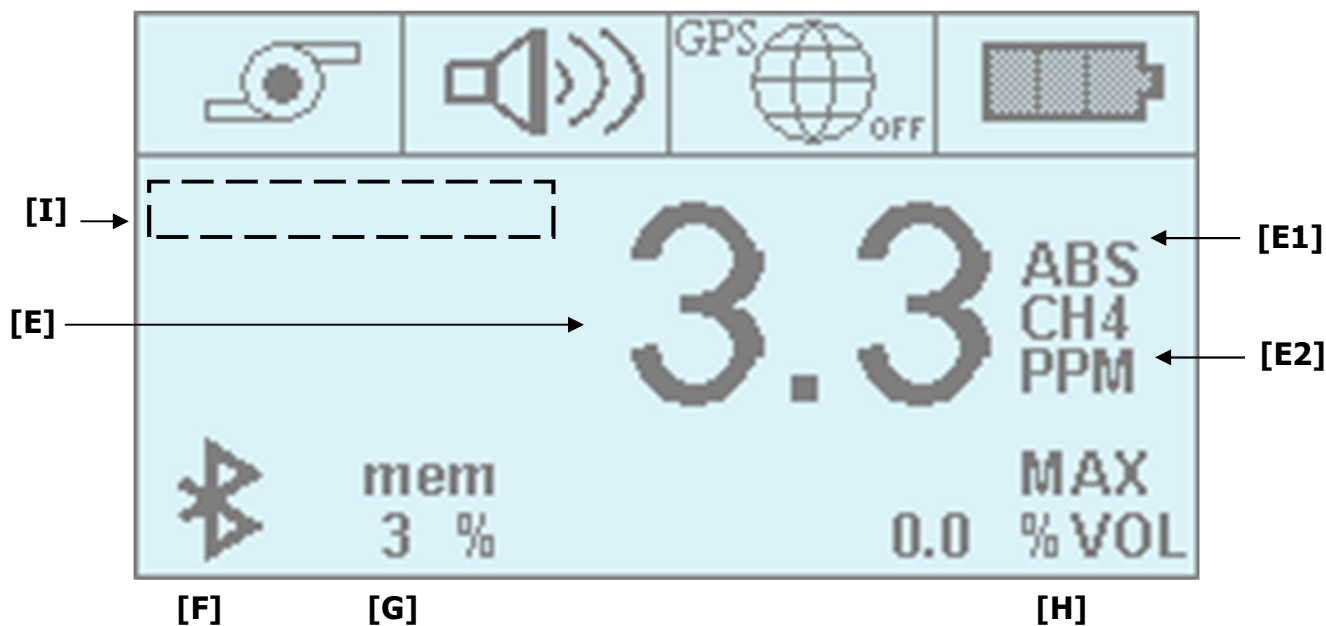 GPS
OFF
[I]
3.3
ABS
[E1]
CH4
[E]
PPM
[E2]
mem
MAX
3 %
0.0 %VOL
[F] [G] [H]